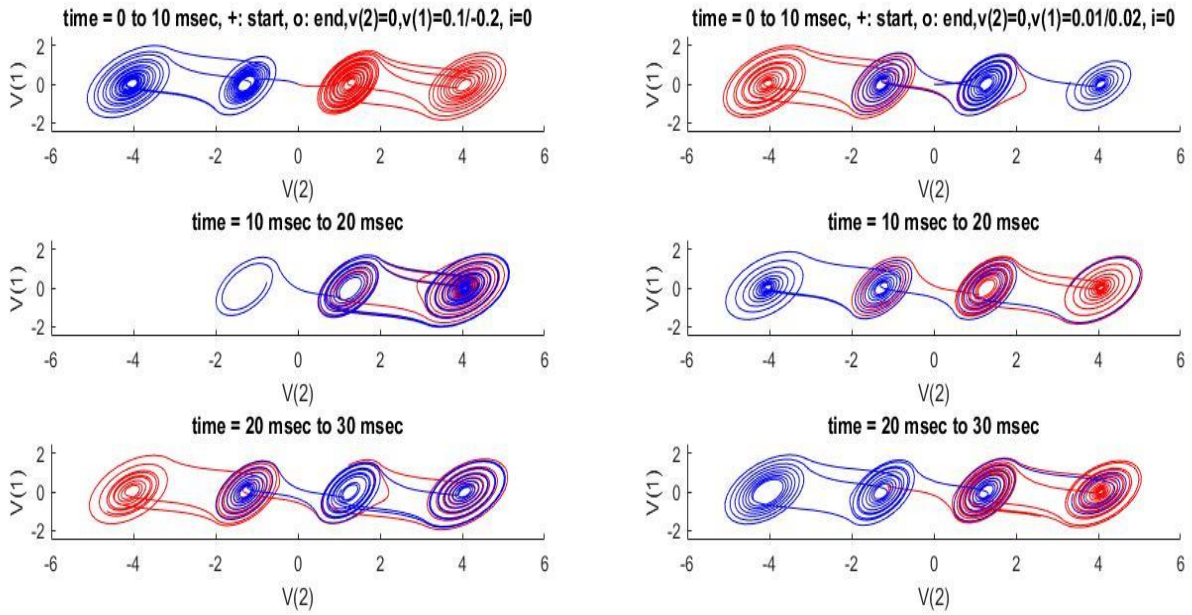 time = 0 to 10 msec, +: start, o: end,v(2)=0,v(1)=0.1/-0.2, i=0
V(1)
2
0
-2
-6 -4 -2 0 2 4 6
V(2)
time = 10 msec to 20 msec
V(1)
2
0
-2
-6 -4 -2 0 2 4 6
V(2)
time = 20 msec to 30 msec
V(1)
2
0
-2
-6 -4 -2 0 2 4 6
V(2)
time = 0 to 10 msec, +: start, o: end,v(2)=0,v(1)=0.01/0.02, i=0
V(1)
2
0
-2
-6 -4 -2 0 2 4 6
V(2)
time = 10 msec to 20 msec
V(1)
2
0
-2
-6 -4 -2 0 2 4 6
V(2)
time = 20 msec to 30 msec
V(1)
2
0
-2
-6 -4 -2 0 2 4 6
V(2)